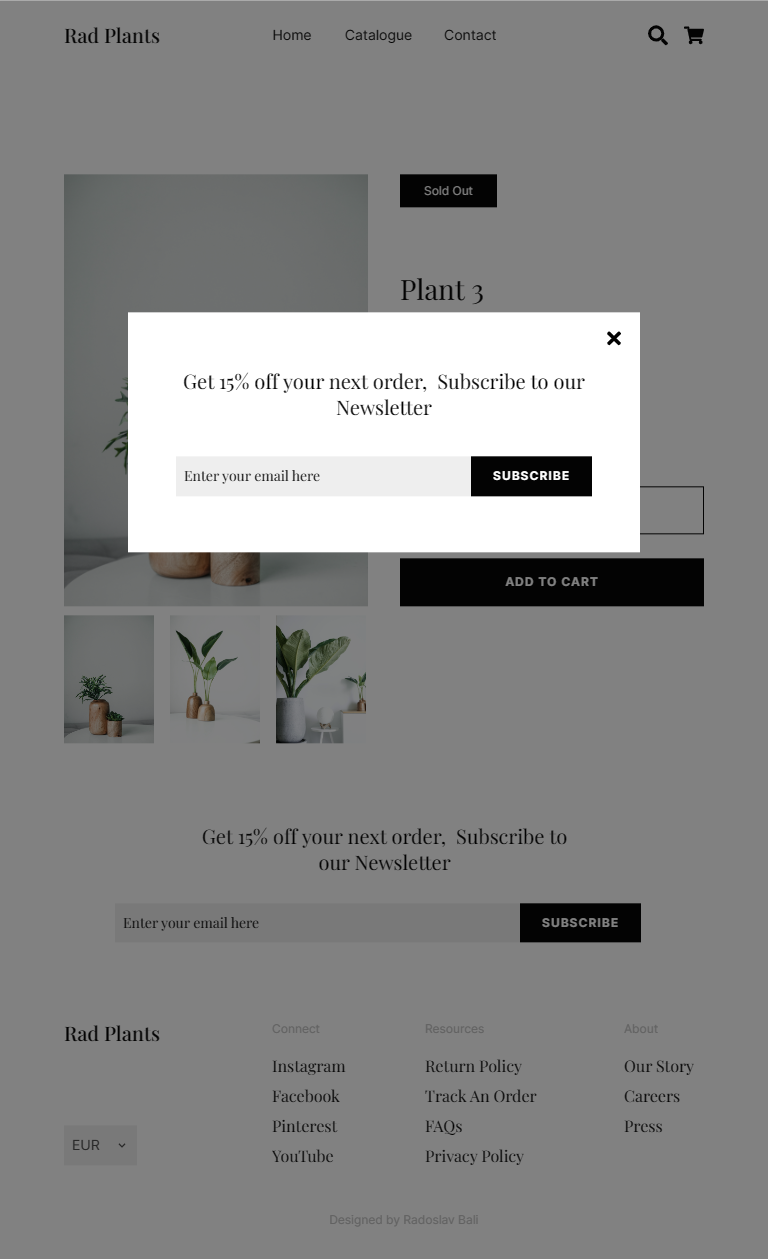 Rad Plants
Home Catalogue Contact
Sold Out
Plant 3
Get 15% off your next order,  Subscribe to our
Newsletter
Enter your email here SUBSCRIBE
ADD TO CART
Get 15% off your next order,  Subscribe to
our Newsletter
Enter your email here SUBSCRIBE
Rad Plants
Connect
Instagram
Facebook
Pinterest
YouTube
Resources
Return Policy
Track An Order
FAQs
Privacy Policy
About
Our Story
Careers
Press
EUR
Designed by Radoslav Bali